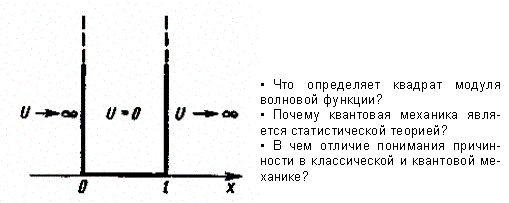 U → ∞ U = 0 U → ∞
0 1 x
• Что определяет квадрат модуля
волновой функции?
• Почему квантовая механика явля-
ется статистической теорией?
• В чем отличие понимания причин-
ности в классической и квантовой ме-
ханике?